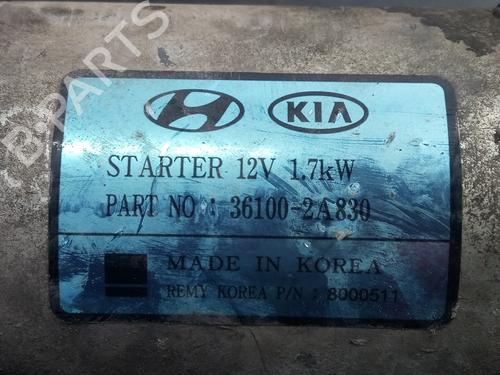 B-PARTS
KIA
STARTER 12V 1.7kW
PART NO : 36100-2A830
MADE IN KOREA
REMY KOREA P/N : 8000511